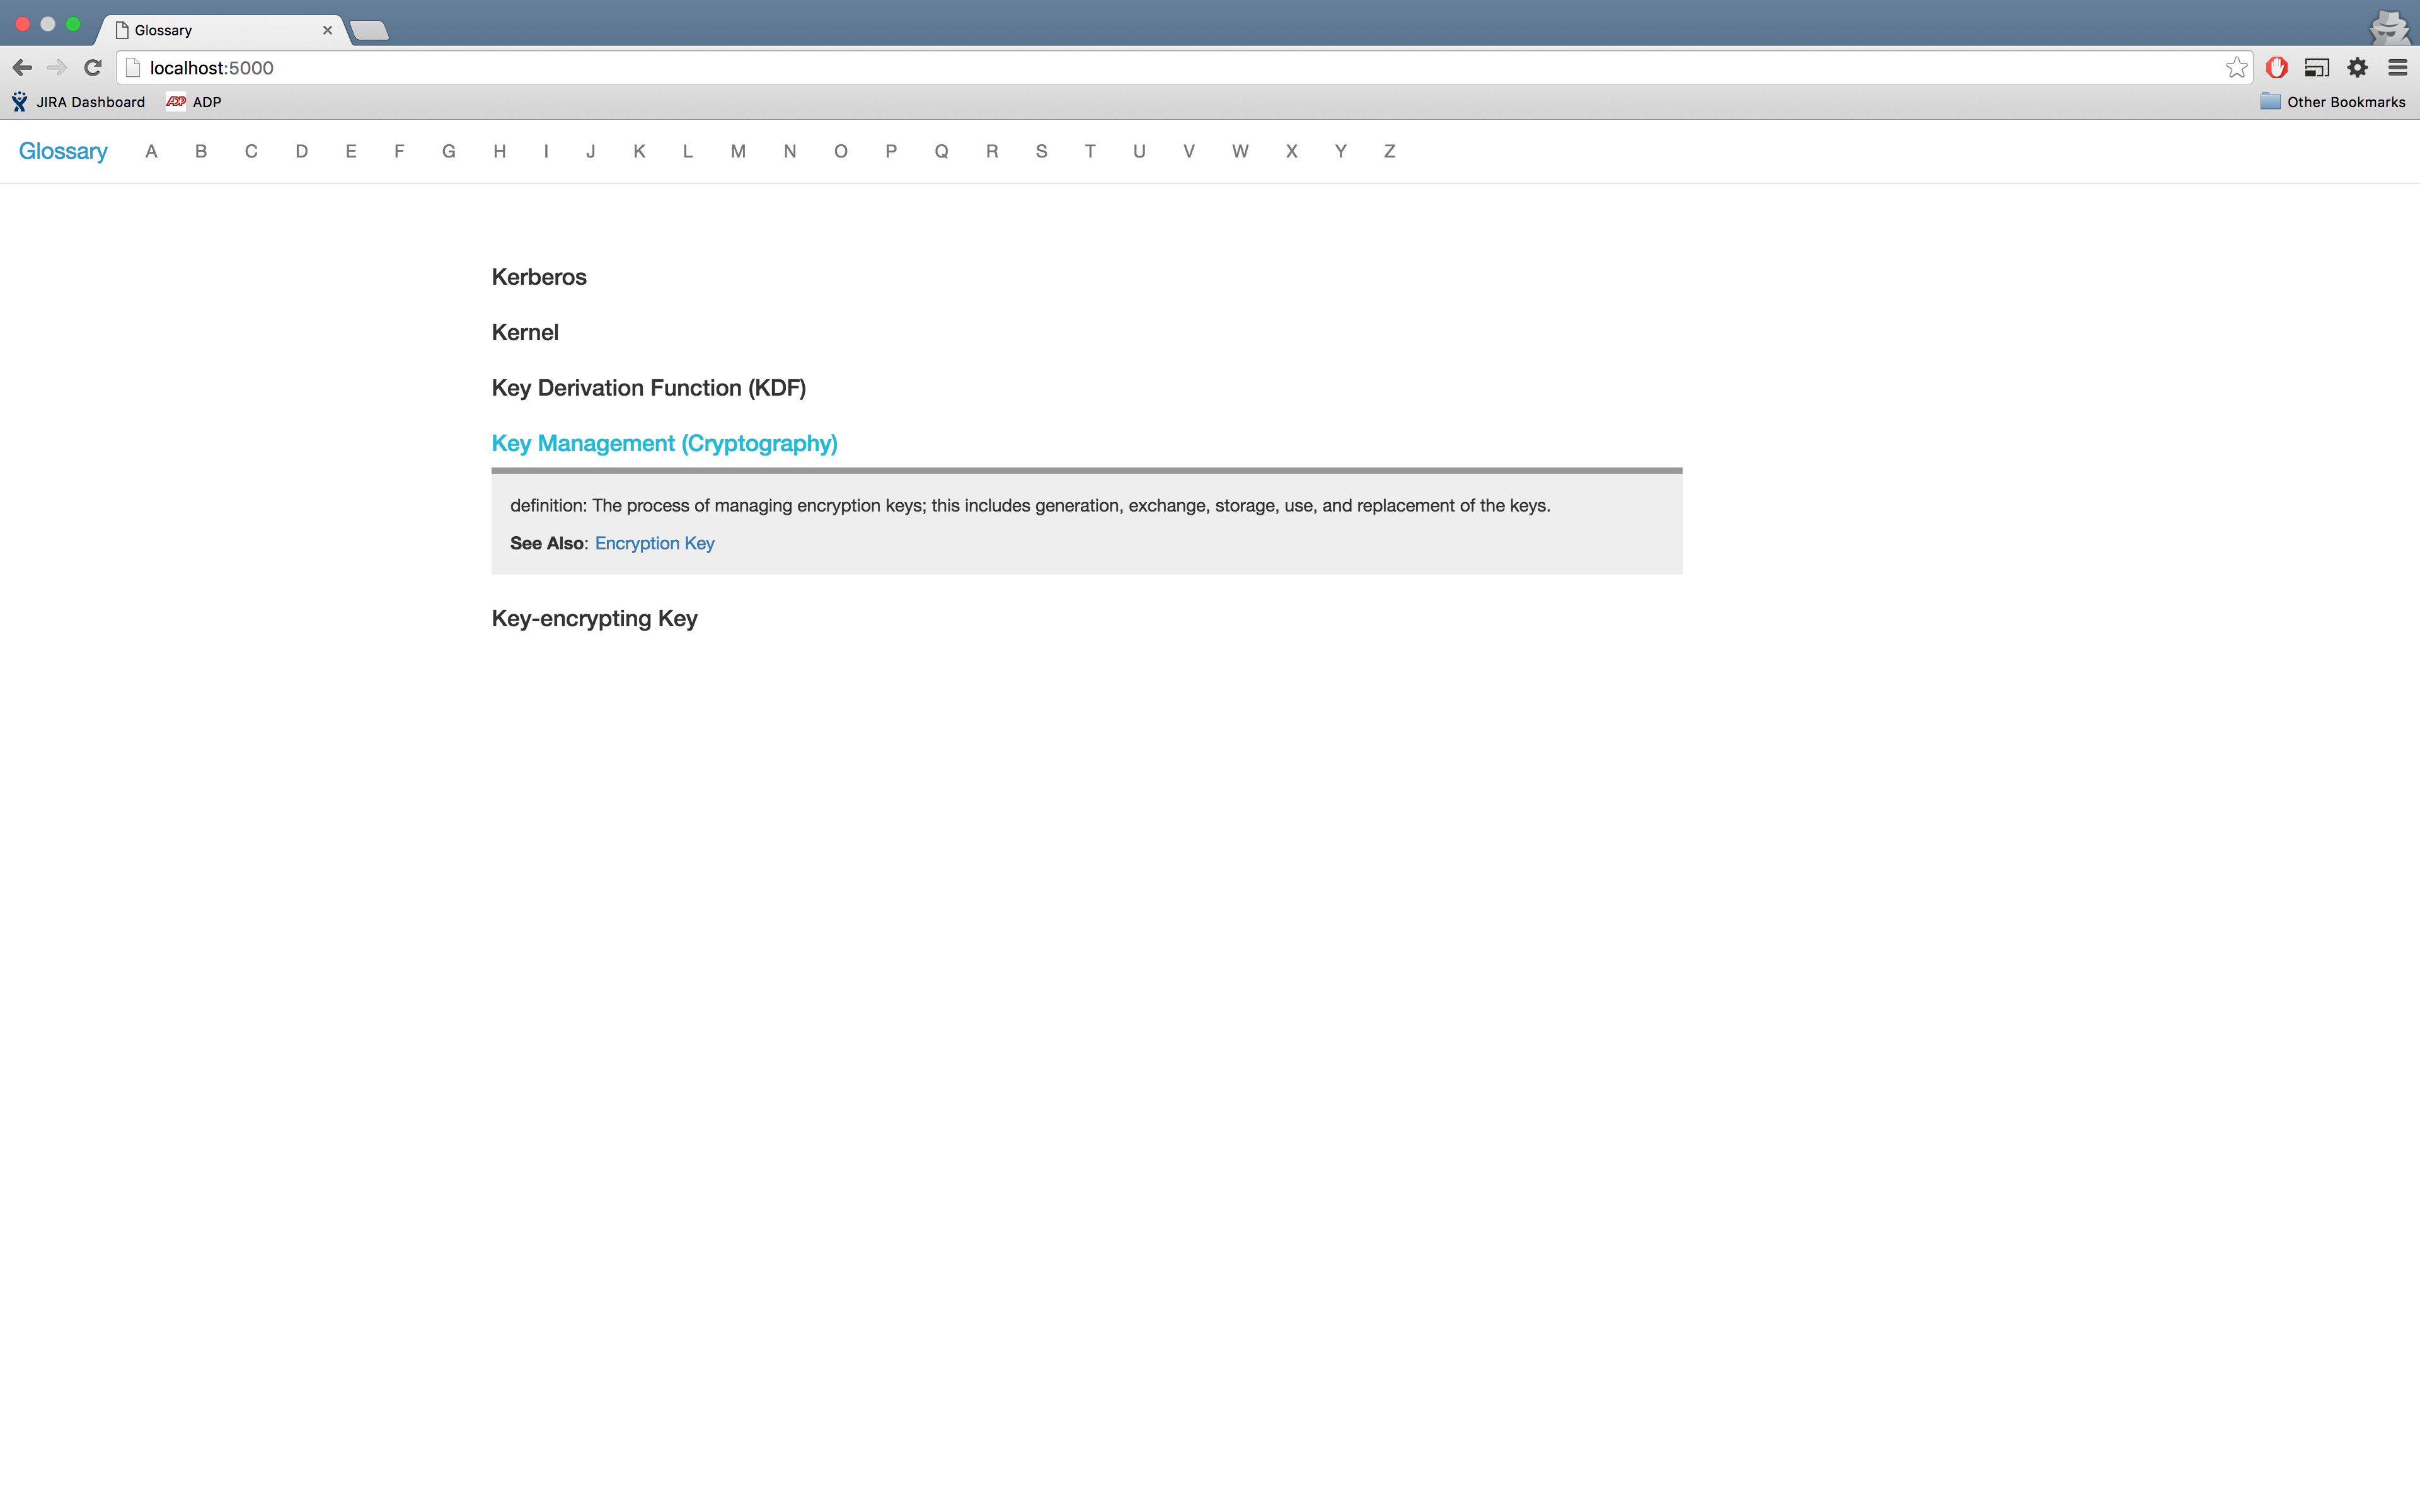 Glossary
localhost:5000
JIRA Dashboard ADP ADP Other Bookmarks
Glossary A B C D E F G H I J K L M N O P Q R S T U V W X Y Z
Kerberos
Kernel
Key Derivation Function (KDF)
Key Management (Cryptography)
definition: The process of managing encryption keys; this includes generation, exchange, storage, use, and replacement of the keys.
See Also: Encryption Key
Key-encrypting Key